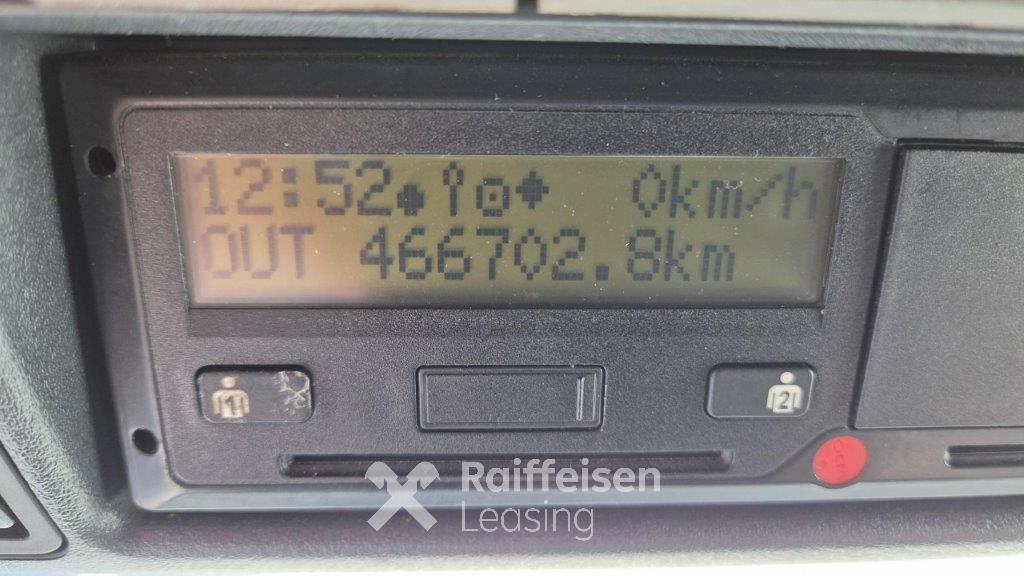 12:52 0km/h
OUT 466702.8km
1
2
Raiffeisen
Leasing